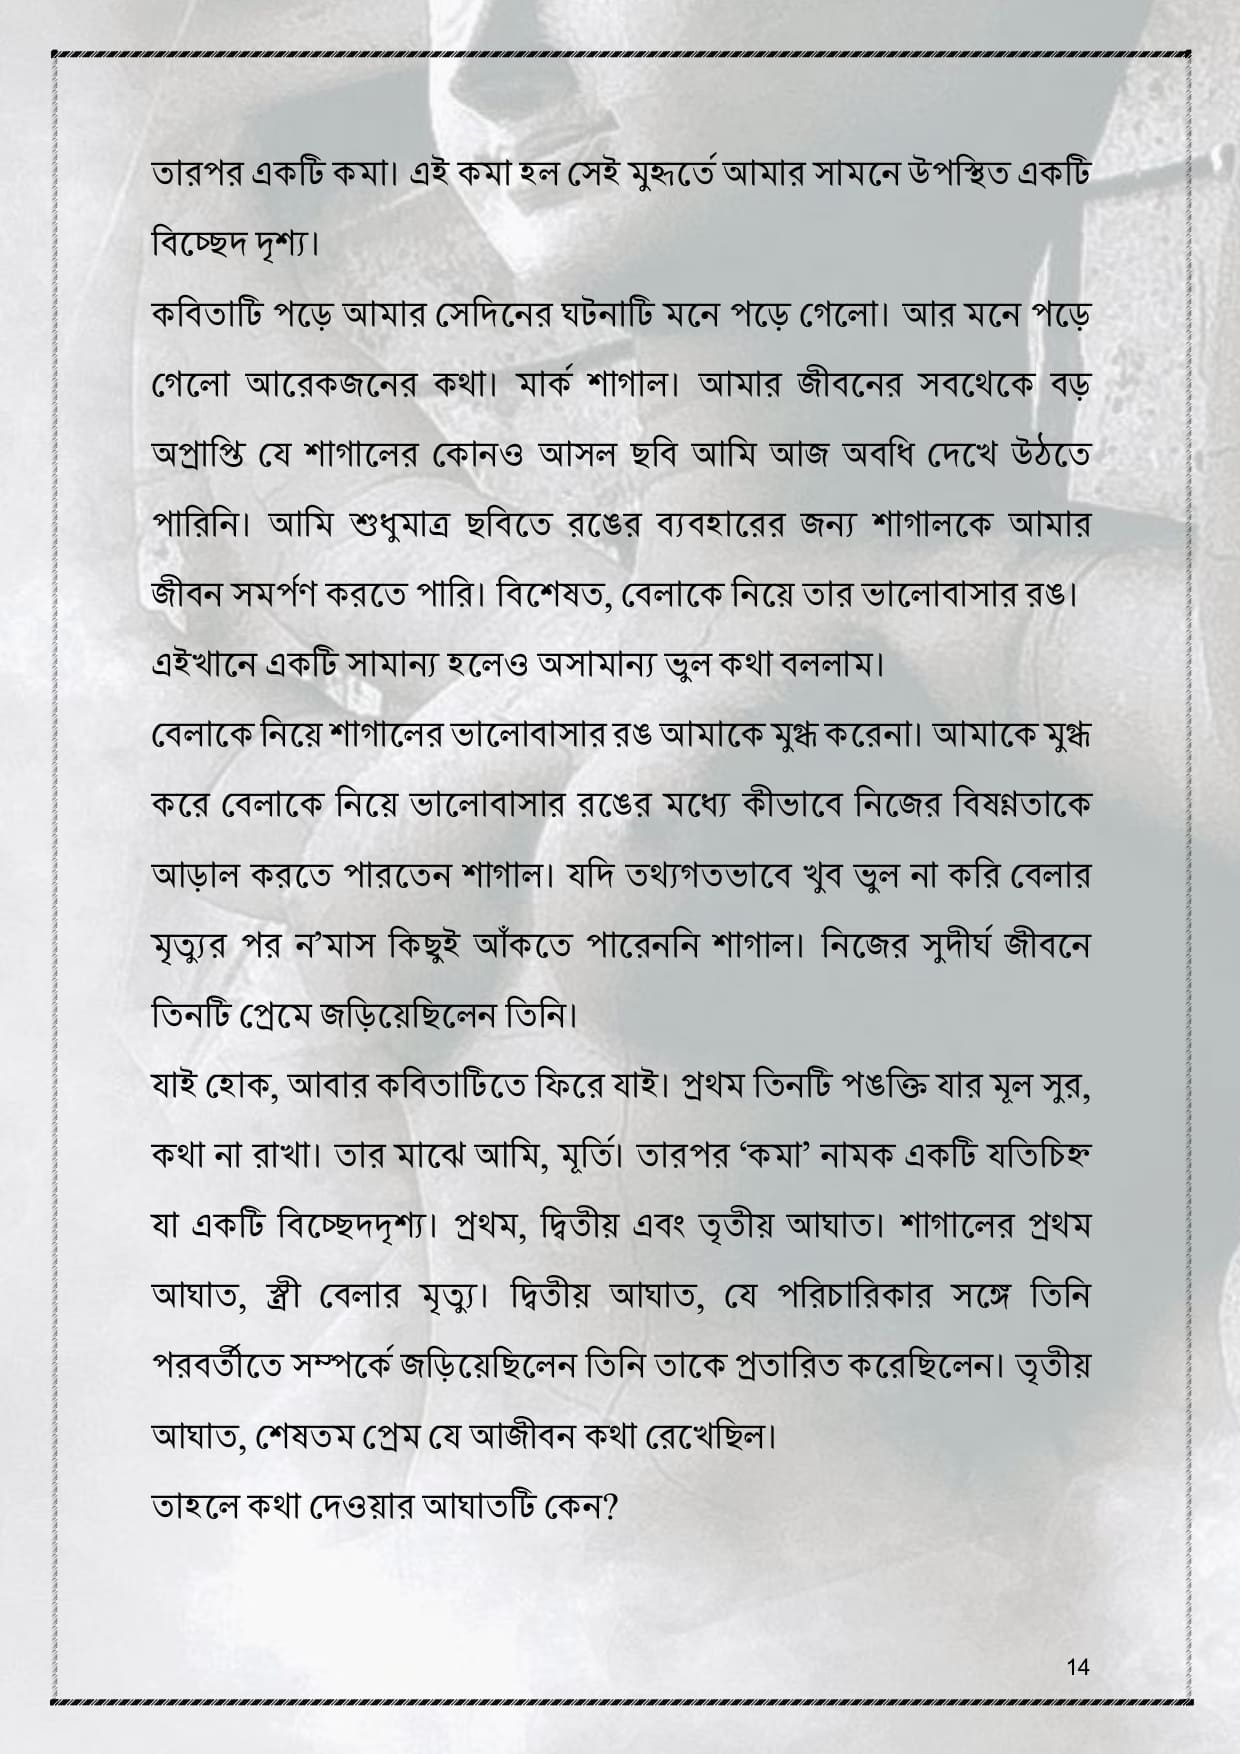 তারপর একটি কমা। এই কমা হল সেই মুহূর্তে আমার সামনে উপস্থিত একটি
বিচ্ছেদ দৃশ্য।
কবিতাটি পড়ে আমার সেদিনের ঘটনাটি মনে পড়ে গেলো। আর মনে পড়ে
গেলো আরেকজনের কথা। মার্ক শাগাল। আমার জীবনের সবথেকে বড়
অপ্রাপ্তি যে শাগালের কোনও আসল ছবি আমি আজ অবধি দেখে উঠতে
পারিনি। আমি শুধুমাত্র ছবিতে রঙের ব্যবহারের জন্য শাগালকে আমার
জীবন সমর্পণ করতে পারি। বিশেষত, বেলাকে নিয়ে তার ভালোবাসার রঙ।
এইখানে একটি সামান্য হলেও অসামান্য ভুল কথা বললাম।
বেলাকে নিয়ে শাগালের ভালোবাসার রঙ আমাকে মুগ্ধ করেনা। আমাকে মুগ্ধ
করে বেলাকে নিয়ে ভালোবাসার রঙের মধ্যে কীভাবে নিজের বিষণ্ণতাকে
আড়াল করতে পারতেন শাগাল। যদি তথ্যগতভাবে খুব ভুল না করি বেলার
মৃত্যুর পর ন’মাস কিছুই আঁকতে পারেননি শাগাল। নিজের সুদীর্ঘ জীবনে
তিনটি প্রেমে জড়িয়েছিলেন তিনি।
যাই হোক, আবার কবিতাটিতে ফিরে যাই। প্রথম তিনটি পঙক্তি যার মূল সুর,
কথা না রাখা। তার মাঝে আমি, মূর্তি। তারপর ‘কমা’ নামক একটি যতিচিহ্ন
যা একটি বিচ্ছেদদৃশ্য। প্রথম, দ্বিতীয় এবং তৃতীয় আঘাত। শাগালের প্রথম
আঘাত, স্ত্রী বেলার মৃত্যু। দ্বিতীয় আঘাত, যে পরিচারিকার সঙ্গে তিনি
পরবর্তীতে সম্পর্কে জড়িয়েছিলেন তিনি তাকে প্রতারিত করেছিলেন। তৃতীয়
আঘাত, শেষতম প্রেম যে আজীবন কথা রেখেছিল।
তাহলে কথা দেওয়ার আঘাতটি কেন?
14